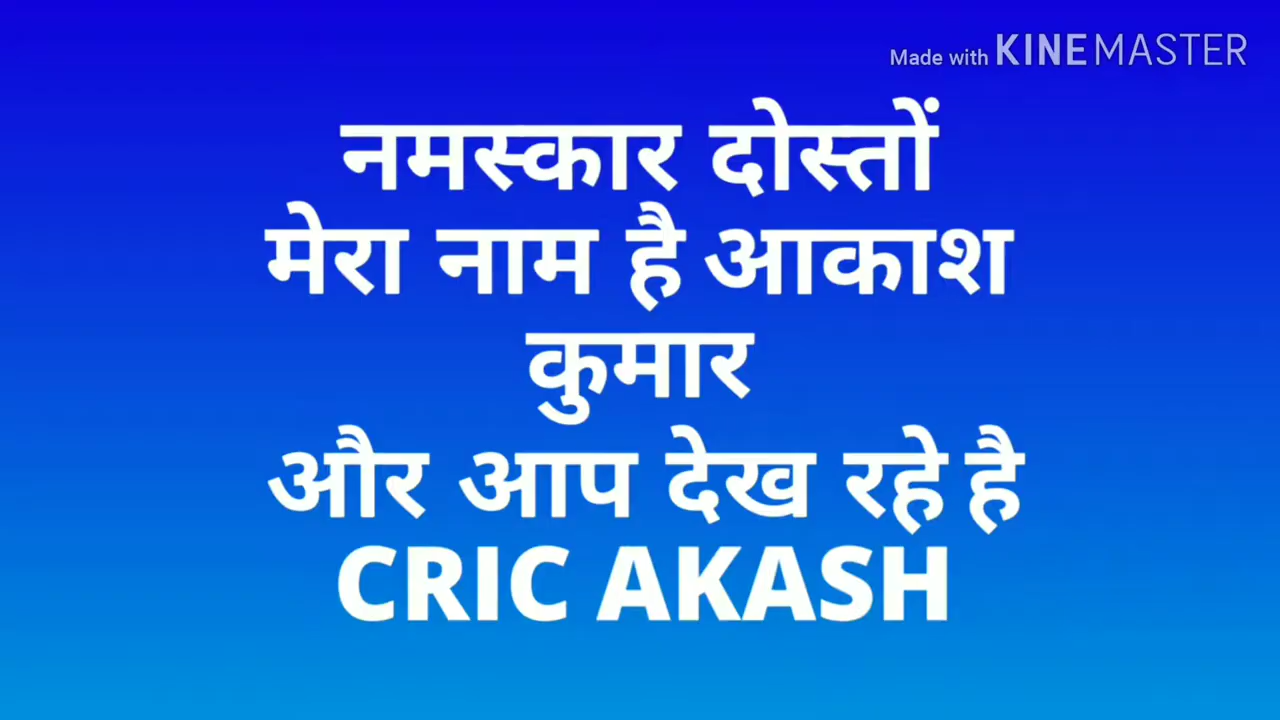 Made with KINEMASTER
नमस्कार दोस्तों
मेरा नाम है आकाश
कुमार
और आप देख रहे है
CRIC AKASH